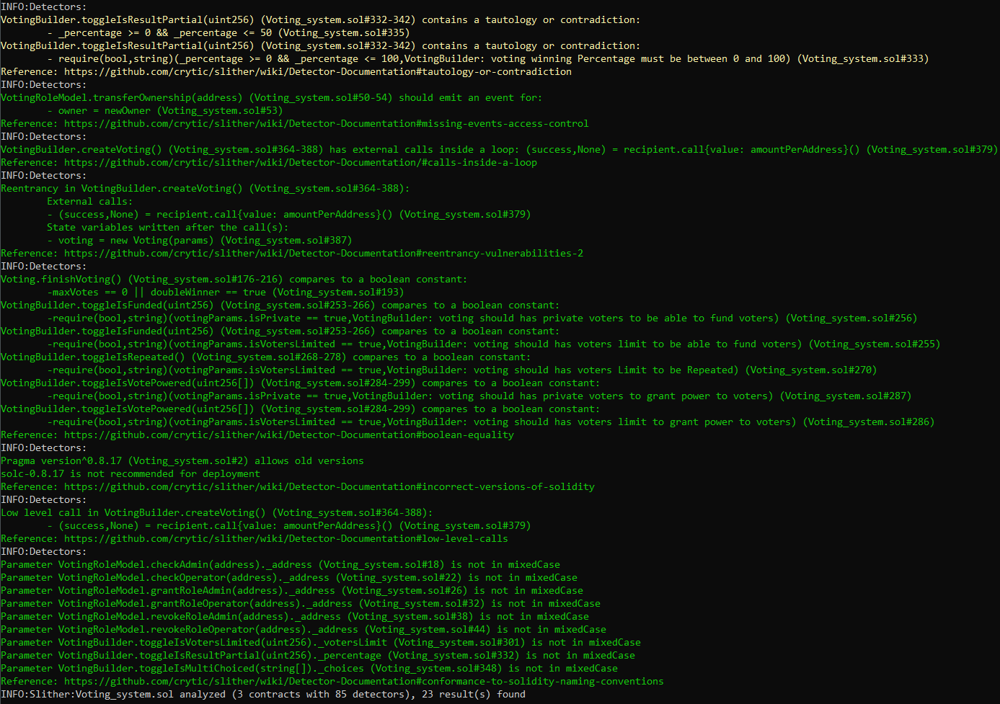 INFO:Detectors:
VotingBuilder.toggleIsResultPartial(uint256) (Voting_system.sol#332-342) contains a tautology or contradiction:
- _percentage >= 0 && _percentage <= 50 (Voting_system.sol#335)
VotingBuilder.toggleIsResultPartial(uint256) (Voting_system.sol#332-342) contains a tautology or contradiction:
- require(bool,string)(_percentage >= 0 && _percentage <= 100,VotingBuilder: voting winning Percentage must be between 0 and 100) (Voting_system.sol#333)
Reference: https://github.com/crytic/slither/wiki/Detector-Documentation#tautology-or-contradiction
INFO:Detectors:
VotingRoleModel.transferOwnership(address) (Voting_system.sol#50-54) should emit an event for:
- owner = newOwner (Voting_system.sol#53)
Reference: https://github.com/crytic/slither/wiki/Detector-Documentation#missing-events-access-control
INFO:Detectors:
VotingBuilder.createVoting() (Voting_system.sol#364-388) has external calls inside a loop: (success,None) = recipient.call{value: amountPerAddress}() (Voting_system.sol#379)
Reference: https://github.com/crytic/slither/wiki/Detector-Documentation/#calls-inside-a-loop
INFO:Detectors:
Reentrancy in VotingBuilder.createVoting() (Voting_system.sol#364-388):
External calls:
- (success,None) = recipient.call{value: amountPerAddress}() (Voting_system.sol#379)
State variables written after the call(s):
- voting = new Voting(params) (Voting_system.sol#387)
Reference: https://github.com/crytic/slither/wiki/Detector-Documentation#reentrancy-vulnerabilities-2
INFO:Detectors:
Voting.finishVoting() (Voting_system.sol#176-216) compares to a boolean constant:
-maxVotes == 0 || doubleWinner == true (Voting_system.sol#193)
VotingBuilder.toggleIsFunded(uint256) (Voting_system.sol#253-266) compares to a boolean constant:
-require(bool,string)(votingParams.isPrivate == true,VotingBuilder: voting should has private voters to be able to fund voters) (Voting_system.sol#256)
VotingBuilder.toggleIsFunded(uint256) (Voting_system.sol#253-266) compares to a boolean constant:
-require(bool,string)(votingParams.isVotersLimited == true,VotingBuilder: voting should has voters limit to be able to fund voters) (Voting_system.sol#255)
VotingBuilder.toggleIsRepeated() (Voting_system.sol#268-278) compares to a boolean constant:
-require(bool,string)(votingParams.isVotersLimited == true,VotingBuilder: voting should has voters Limit to be Repeated) (Voting_system.sol#270)
VotingBuilder.toggleIsVotePowered(uint256[]) (Voting_system.sol#284-299) compares to a boolean constant:
-require(bool,string)(votingParams.isPrivate == true,VotingBuilder: voting should has private voters to grant power to voters) (Voting_system.sol#287)
VotingBuilder.toggleIsVotePowered(uint256[]) (Voting_system.sol#284-299) compares to a boolean constant:
-require(bool,string)(votingParams.isVotersLimited == true,VotingBuilder: voting should has voters limit to grant power to voters) (Voting_system.sol#286)
Reference: https://github.com/crytic/slither/wiki/Detector-Documentation#boolean-equality
INFO:Detectors:
Pragma version^0.8.17 (Voting_system.sol#2) allows old versions
solc-0.8.17 is not recommended for deployment
Reference: https://github.com/crytic/slither/wiki/Detector-Documentation#incorrect-versions-of-solidity
INFO:Detectors:
Low level call in VotingBuilder.createVoting() (Voting_system.sol#364-388):
- (success,None) = recipient.call{value: amountPerAddress}() (Voting_system.sol#379)
Reference: https://github.com/crytic/slither/wiki/Detector-Documentation#low-level-calls
INFO:Detectors:
Parameter VotingRoleModel.checkAdmin(address)._address (Voting_system.sol#18) is not in mixedCase
Parameter VotingRoleModel.checkOperator(address)._address (Voting_system.sol#22) is not in mixedCase
Parameter VotingRoleModel.grantRoleAdmin(address)._address (Voting_system.sol#26) is not in mixedCase
Parameter VotingRoleModel.grantRoleOperator(address)._address (Voting_system.sol#32) is not in mixedCase
Parameter VotingRoleModel.revokeRoleAdmin(address)._address (Voting_system.sol#38) is not in mixedCase
Parameter VotingRoleModel.revokeRoleOperator(address)._address (Voting_system.sol#44) is not in mixedCase
Parameter VotingBuilder.toggleIsVotersLimited(uint256)._votersLimit (Voting_system.sol#301) is not in mixedCase
Parameter VotingBuilder.toggleIsResultPartial(uint256)._percentage (Voting_system.sol#332) is not in mixedCase
Parameter VotingBuilder.toggleIsMultiChoiced(string[])._choices (Voting_system.sol#348) is not in mixedCase
Reference: https://github.com/crytic/slither/wiki/Detector-Documentation#conformance-to-solidity-naming-conventions
INFO:Slither:Voting_system.sol analyzed (3 contracts with 85 detectors), 23 result(s) found